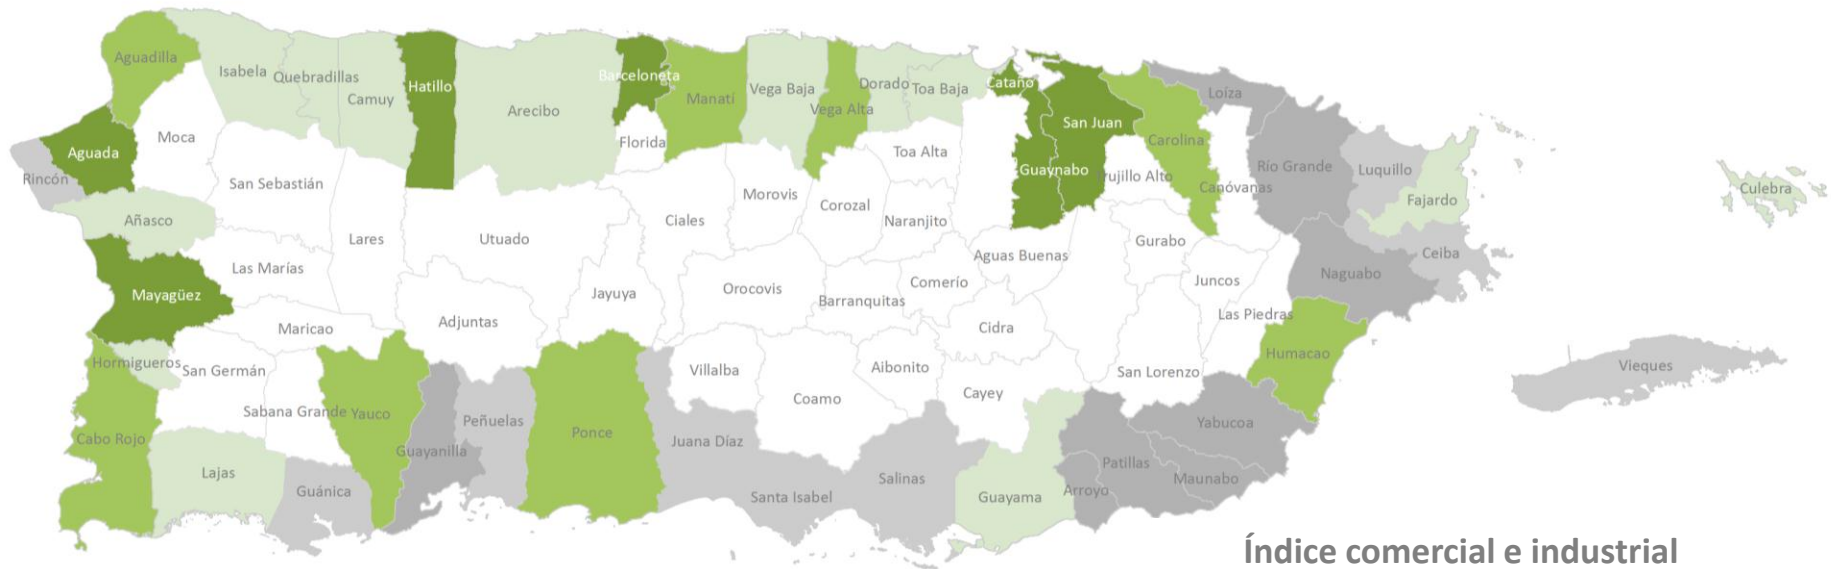 Aguadilla
Isabela
Quebradillas
Camuy
Hatillo
Arecibo
Barceloneta
Manatí
Vega Baja
Vega Alta
Dorado
Toa Baja
Cataño
San Juan
Carolina
Loíza
Río Grande
Luquillo
Fajardo
Culebra
Aguada
Moca
Rincón
San Sebastián
Añasco
Lares
Utuado
Florida
Ciales
Morovis
Corozal
Toa Alta
Naranjito
Guaynabo
Trujillo Alto
Canóvanas
Aguas Buenas
Gurabo
Juncos
Naguabo
Ceiba
Las Marías
Mayagüez
Maricao
Adjuntas
Jayuya
Orocovis
Barranquitas
Comerío
Cidra
Las Piedras
Humacao
Vieques
Hormigueros
San Germán
Sabana Grande
Yauco
Villalba
Coamo
Aibonito
Cayey
San Lorenzo
Cabo Rojo
Lajas
Guánica
Guayanilla
Peñuelas
Ponce
Juana Díaz
Santa Isabel
Salinas
Guayama
Arroyo
Patillas
Maunabo
Yabucoa
Índice comercial e industrial